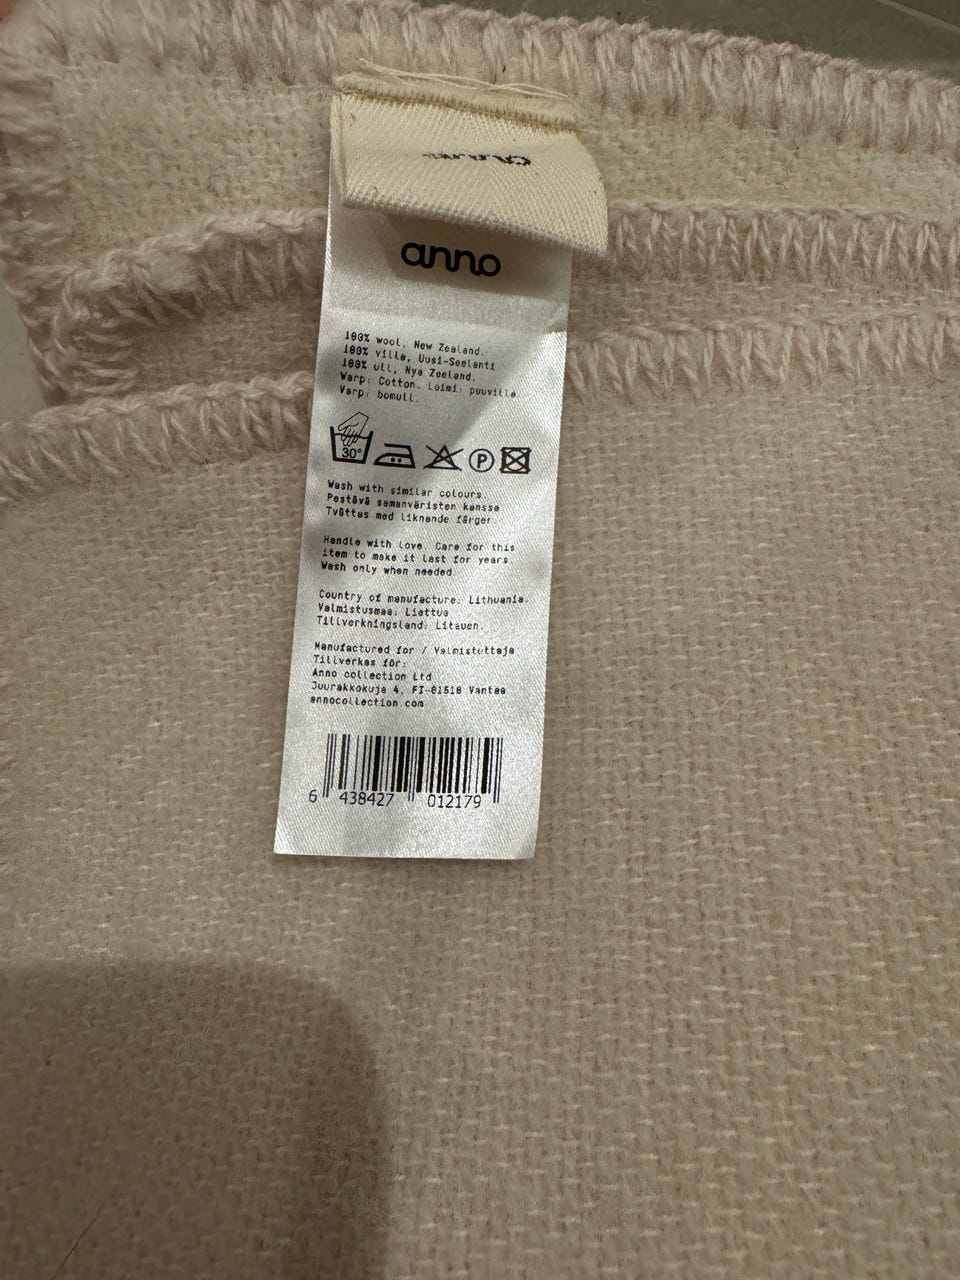 anno
100% wool, New Zealand.
100% villa, Uusi-Seelanti
100% ull, Nya Zeeland.
Warp: Cotton. Loimi: puuvilla.
Varp: bomull.
30°
P
Wash with similar colours.
Pestävä samanväristen kanssa
Tvättas med liknande färger
Handle with love. Care for this
item to make it last for years.
Wash only when needed.
Country of manufacture: Lithuania.
Valmistusmaa: Liettua
Tillverkningsland: Litauen.
Manufactured for / Valmistuttaja
Tillverkas för:
Anno collection Ltd
Juurakkokuja 4, FI-01510 Vantaa
annocollection.com
6 438427 012179